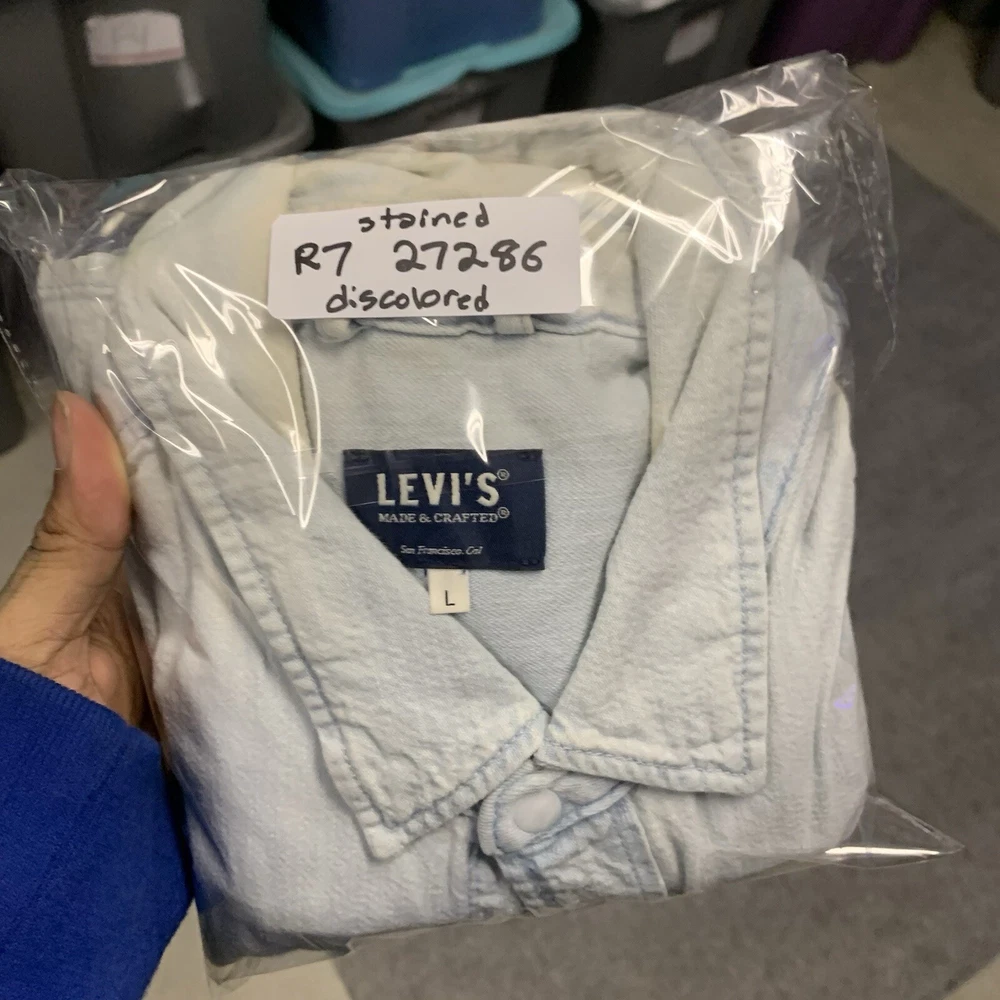 stained
R7 27286
discolored
LEVI'S®
MADE & CRAFTED®
San Francisco, Cal
L